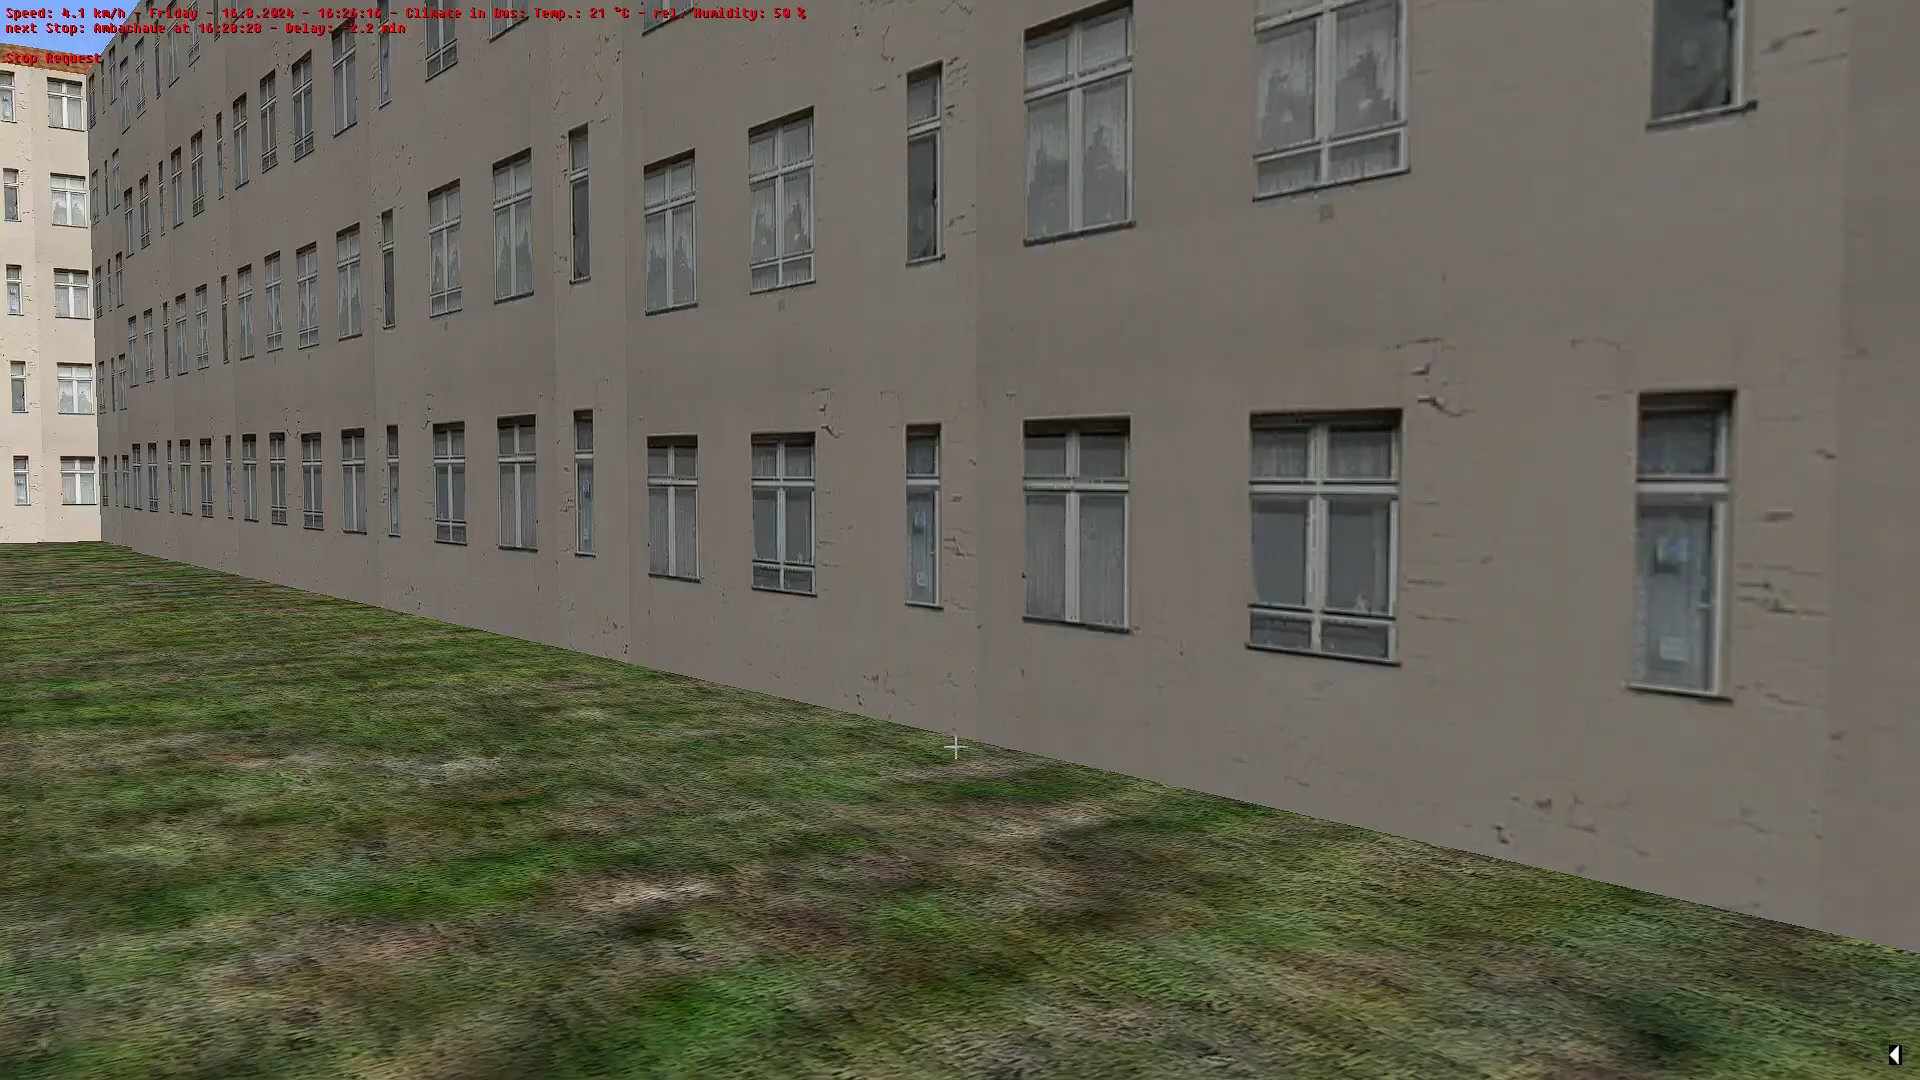 Speed: 4.1 km/h - Friday - 16.8.2024 - 16:26:16 - Climate in Bus: Temp.: 21 °C - rel. Humidity: 50 %
next Stop: Ambachaue at 16:28:28 - Delay: -2.2 min
Stop Request